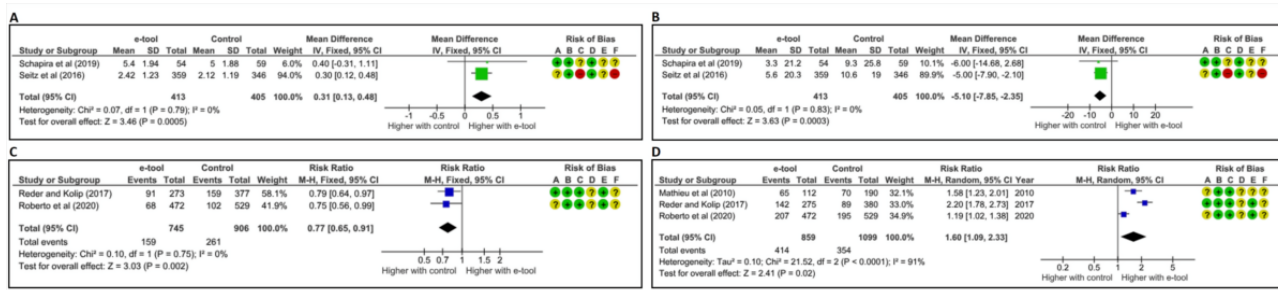 A
e-tool Control Mean Difference Mean Difference Risk of Bias
Study or Subgroup Mean SD Total Mean SD Total Weight IV, Fixed, 95% CI IV, Fixed, 95% CI A B C D E F
Schapira et al (2019) 5.4 1.94 54 5 1.88 59 6.0% 0.40 [-0.31, 1.11]
Seitz et al (2016) 2.42 1.23 359 2.12 1.19 346 94.0% 0.30 [0.12, 0.48]
Total (95% CI) 413 405 100.0% 0.31 [0.13, 0.48]
Heterogeneity: Chi² = 0.07, df = 1 (P = 0.79); I² = 0%
Test for overall effect: Z = 3.46 (P = 0.0005)
-1 -0.5 0 0.5 1
Higher with control Higher with e-tool
B
e-tool Control Mean Difference Mean Difference Risk of Bias
Study or Subgroup Mean SD Total Mean SD Total Weight IV, Fixed, 95% CI IV, Fixed, 95% CI A B C D E F
Schapira et al (2019) 3.3 21.2 54 9.3 25.8 59 10.1% -6.00 [-14.68, 2.68]
Seitz et al (2016) 5.6 20.3 359 10.6 19 346 89.9% -5.00 [-7.90, -2.10]
Total (95% CI) 413 405 100.0% -5.10 [-7.85, -2.35]
Heterogeneity: Chi² = 0.05, df = 1 (P = 0.83); I² = 0%
Test for overall effect: Z = 3.63 (P = 0.0003)
-20 -10 0 10 20
Higher with control Higher with e-tool
C
e-tool Control Risk Ratio Risk Ratio Risk of Bias
Study or Subgroup Events Total Events Total Weight M-H, Fixed, 95% CI M-H, Fixed, 95% CI A B C D E F
Reder and Kolip (2017) 91 273 159 377 58.1% 0.79 [0.64, 0.97]
Roberto et al (2020) 68 472 102 529 41.9% 0.75 [0.56, 0.99]
Total (95% CI) 745 906 100.0% 0.77 [0.65, 0.91]
Total events 159 261
Heterogeneity: Chi² = 0.10, df = 1 (P = 0.75); I² = 0%
Test for overall effect: Z = 3.03 (P = 0.002)
0.5 0.7 1 1.5 2
Higher with control Higher with e-tool
D
e-tool Control Risk Ratio Risk Ratio Risk of Bias
Study or Subgroup Events Total Events Total Weight M-H, Random, 95% CI Year M-H, Random, 95% CI A B C D E F
Mathieu et al (2010) 65 112 70 190 32.1% 1.58 [1.23, 2.01] 2010
Reder and Kolip (2017) 142 275 89 380 33.0% 2.20 [1.78, 2.73] 2017
Roberto et al (2020) 207 472 195 529 34.9% 1.19 [1.02, 1.38] 2020
Total (95% CI) 859 1099 100.0% 1.60 [1.09, 2.33]
Total events 414 354
Heterogeneity: Tau² = 0.10; Chi² = 21.52, df = 2 (P < 0.0001); I² = 91%
Test for overall effect: Z = 2.41 (P = 0.02)
0.2 0.5 1 2 5
Higher with control Higher with e-tool